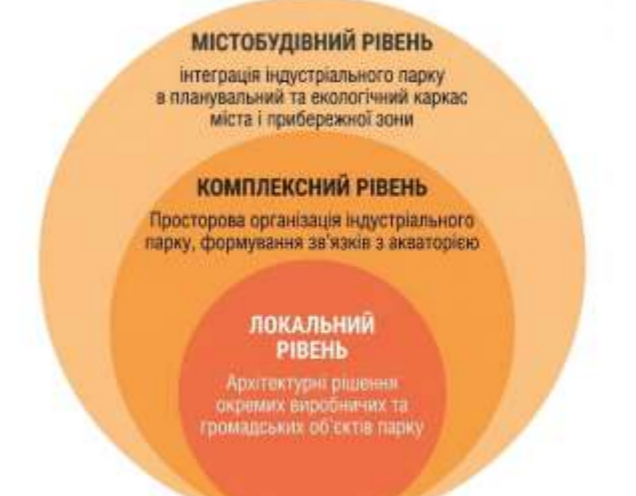 МІСТОБУДІВНИЙ РІВЕНЬ
інтеграція індустріального парку
в планувальний та екологічний каркас
міста і прибережної зони
КОМПЛЕКСНИЙ РІВЕНЬ
Просторова організація індустріального
парку, формування зв'язків з акваторією
ЛОКАЛЬНИЙ
РІВЕНЬ
Архітектурні рішення
окремих виробничих та
громадських об'єктів парку